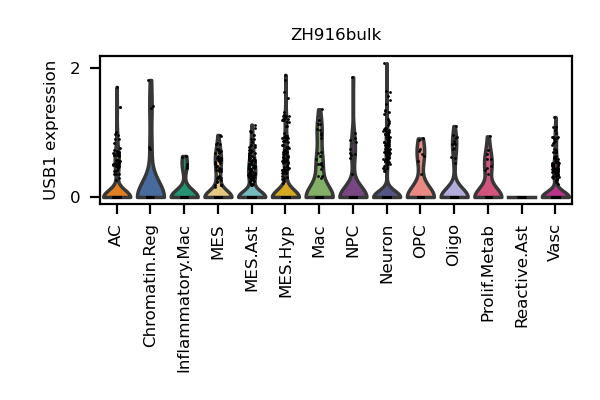 ZH916bulk
USB1 expression
2
0
AC
Chromatin.Reg
Inflammatory.Mac
MES
MES.Ast
MES.Hyp
Mac
NPC
Neuron
OPC
Oligo
Prolif.Metab
Reactive.Ast
Vasc